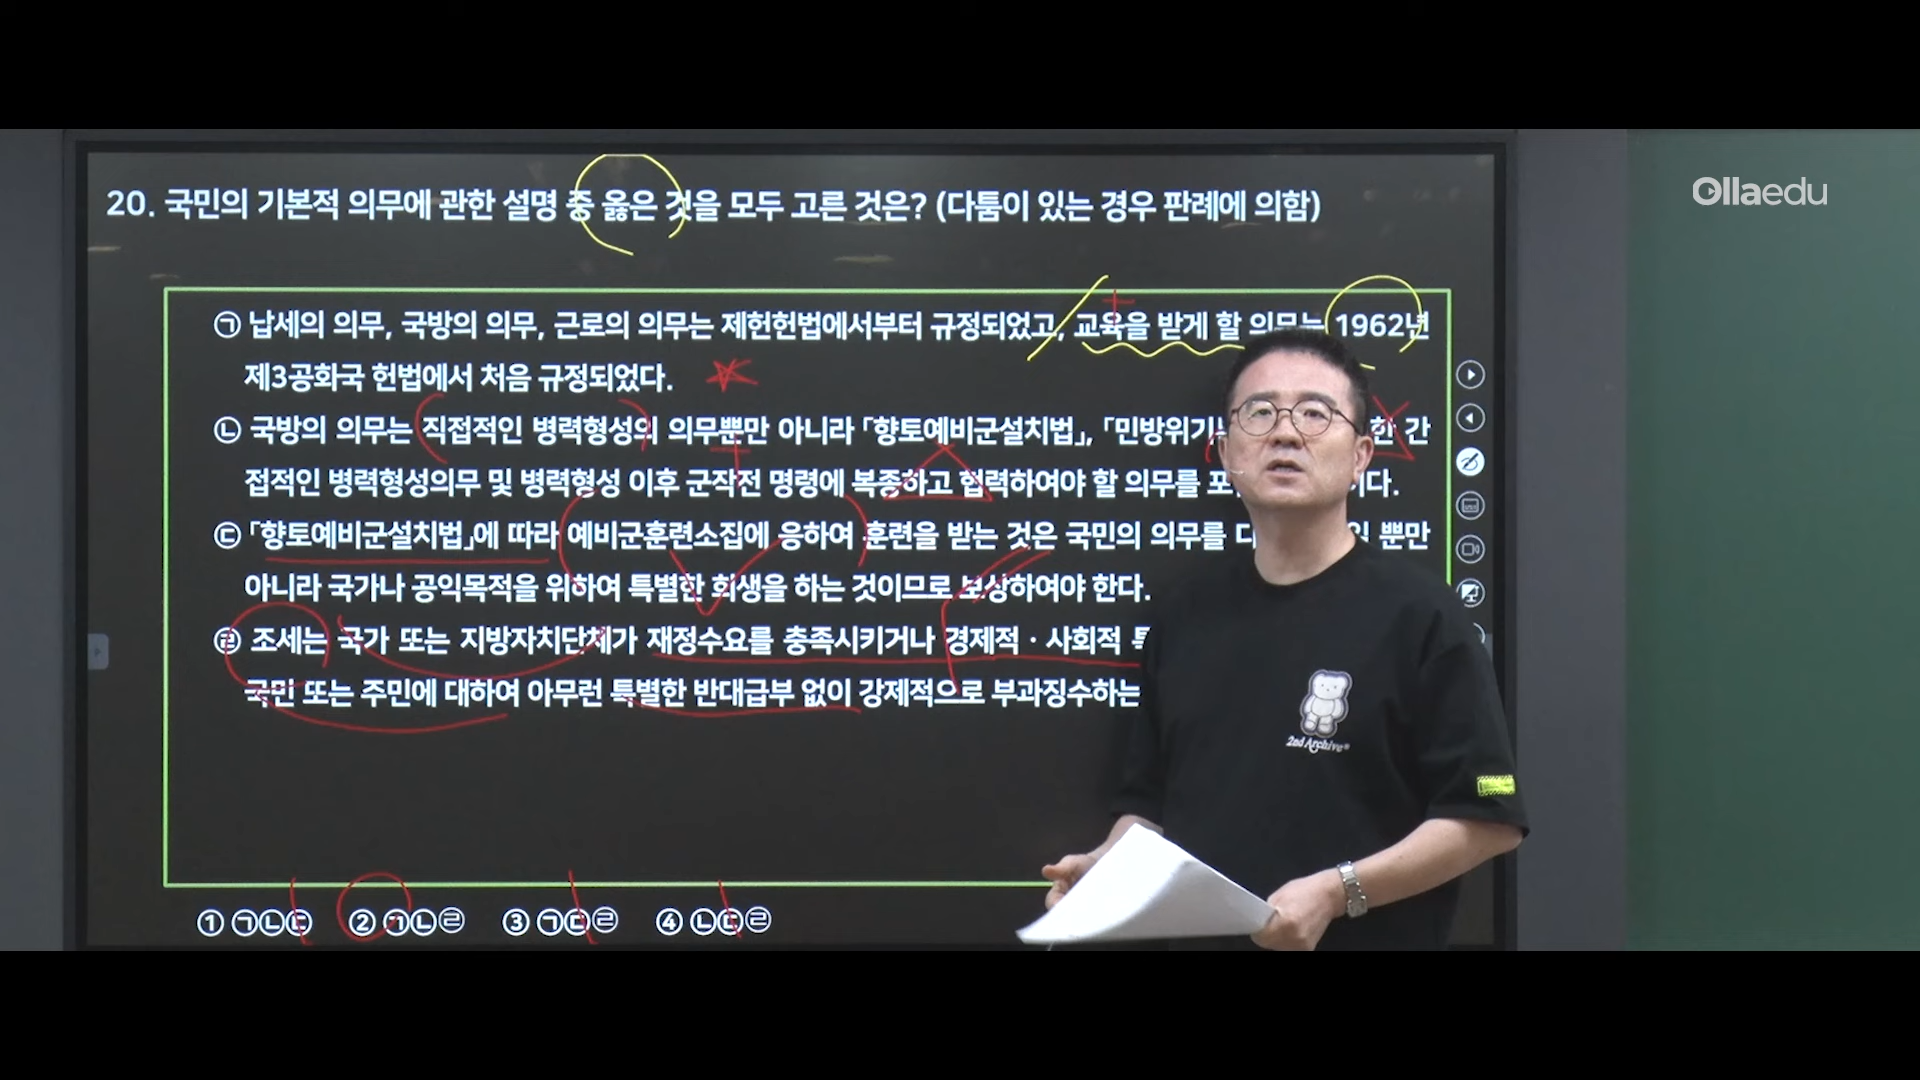 Ollaedu
20. 국민의 기본적 의무에 관한 설명 중 옳은 것을 모두 고른 것은? (다툼이 있는 경우 판례에 의함)
㉠ 납세의 의무, 국방의 의무, 근로의 의무는 제헌헌법에서부터 규정되었고, 교육을 받게 할 의무는 1962년
제3공화국 헌법에서 처음 규정되었다.
㉡ 국방의 의무는 직접적인 병력형성의 의무뿐만 아니라 「향토예비군설치법」, 「민방위기 한 간
접적인 병력형성의무 및 병력형성 이후 군작전 명령에 복종하고 협력하여야 할 의무를 포 다.
㉢ 「향토예비군설치법」에 따라 예비군훈련소집에 응하여 훈련을 받는 것은 국민의 의무를 다 일 뿐만
아니라 국가나 공익목적을 위하여 특별한 희생을 하는 것이므로 보상하여야 한다.
㉣ 조세는 국가 또는 지방자치단체가 재정수요를 충족시키거나 경제적 · 사회적
국민 또는 주민에 대하여 아무런 특별한 반대급부 없이 강제적으로 부과징수하는
① ㉠㉡㉢ ② ㉠㉡㉣ ③ ㉠㉢㉣ ④ ㉡㉢㉣
2nd Archive®